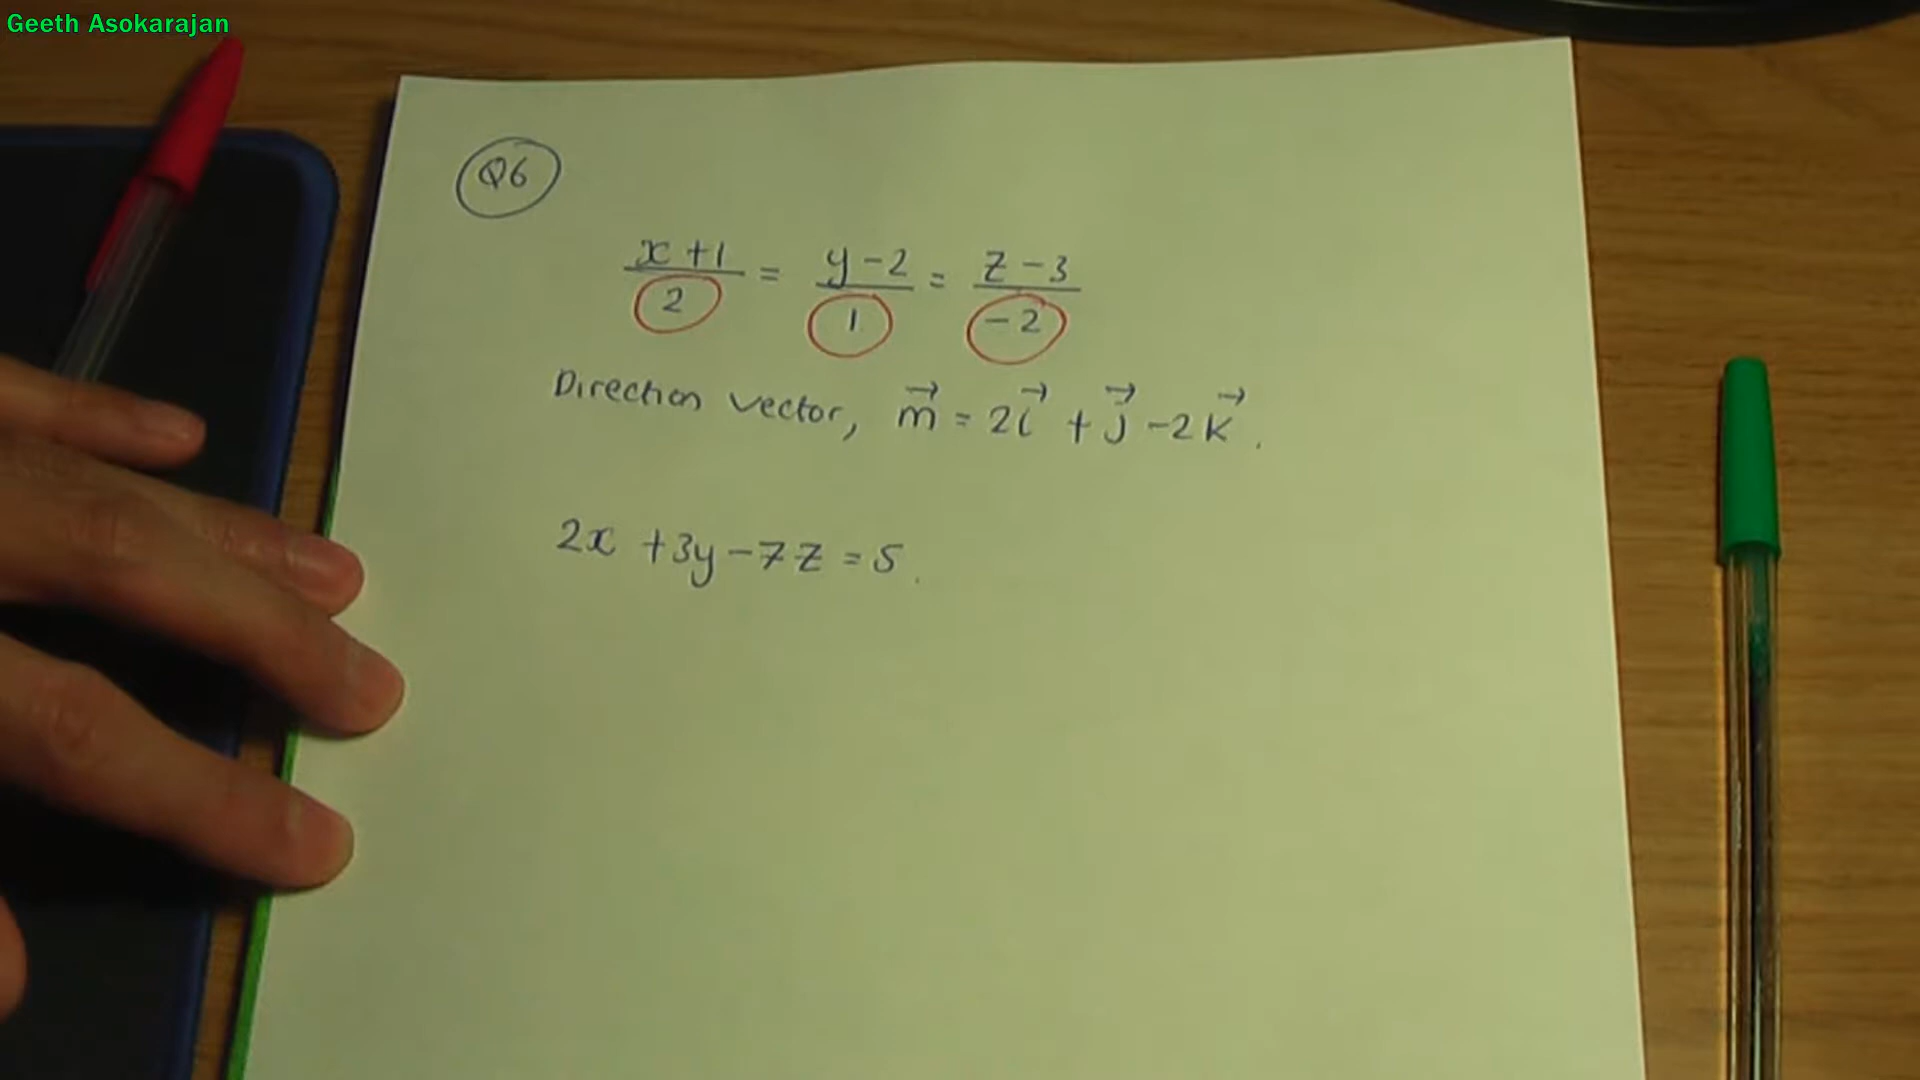 Geeth Asokarajan
Q6
x+1/2 = y-2/1 = z-3/-2
Direction vector, m⃗ = 2i⃗ + j⃗ -2k⃗.
2x +3y-7z=5.